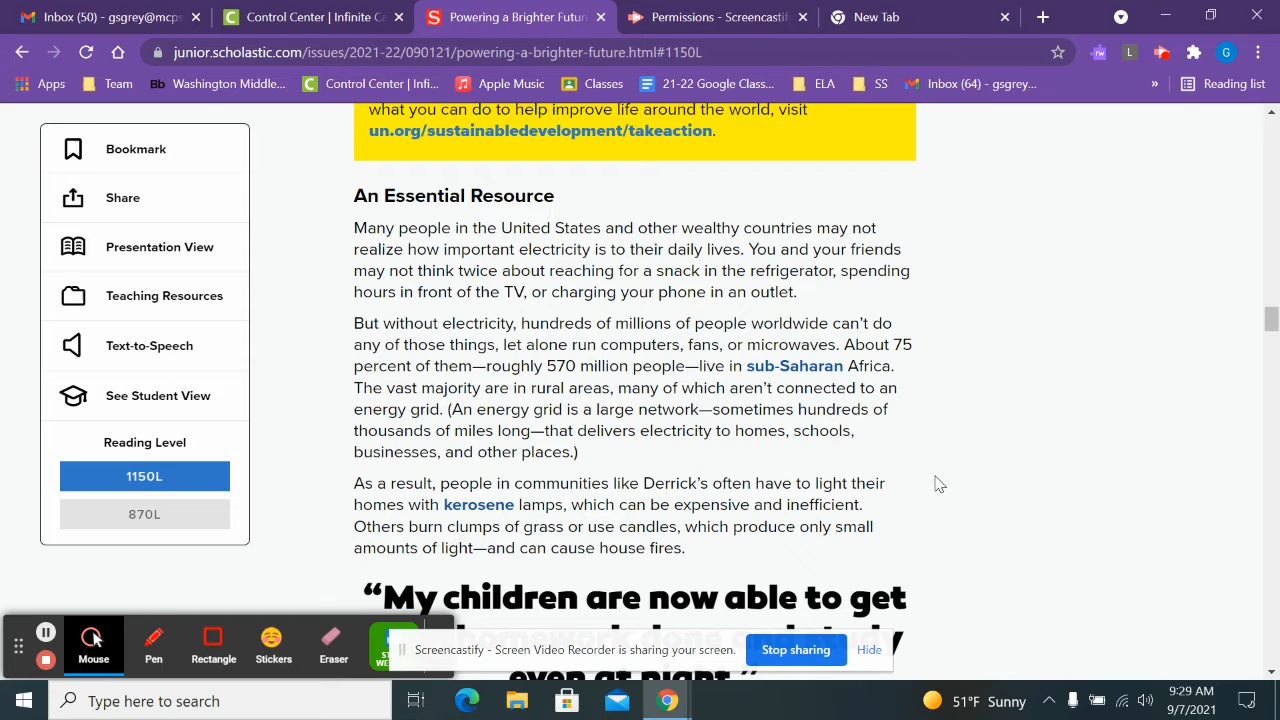 Inbox (50) - gsgrey@mcps
Control Center | Infinite C
Powering a Brighter Futur
Permissions - Screencastif
New Tab
junior.scholastic.com/issues/2021-22/090121/powering-a-brighter-future.html#1150L
L
G
Apps
Team
Bb Washington Middle...
Control Center | Infi...
Apple Music
Classes
21-22 Google Class...
ELA
SS
Inbox (64) - gsgrey@...
»
Reading list
what you can do to help improve life around the world, visit
un.org/sustainabledevelopment/takeaction.
Bookmark
Share
Presentation View
Teaching Resources
Text-to-Speech
See Student View
Reading Level
1150L
870L
An Essential Resource
Many people in the United States and other wealthy countries may not
realize how important electricity is to their daily lives. You and your friends
may not think twice about reaching for a snack in the refrigerator, spending
hours in front of the TV, or charging your phone in an outlet.
But without electricity, hundreds of millions of people worldwide can’t do
any of those things, let alone run computers, fans, or microwaves. About 75
percent of them—roughly 570 million people—live in sub-Saharan Africa.
The vast majority are in rural areas, many of which aren’t connected to an
energy grid. (An energy grid is a large network—sometimes hundreds of
thousands of miles long—that delivers electricity to homes, schools,
businesses, and other places.)
As a result, people in communities like Derrick’s often have to light their
homes with kerosene lamps, which can be expensive and inefficient.
Others burn clumps of grass or use candles, which produce only small
amounts of light—and can cause house fires.
“My children are now able to get
homework done and study
even at night.”
Mouse
Pen
Rectangle
Stickers
Eraser
Screencastify - Screen Video Recorder is sharing your screen.
Stop sharing
Hide
Type here to search
51°F Sunny
9:29 AM
9/7/2021